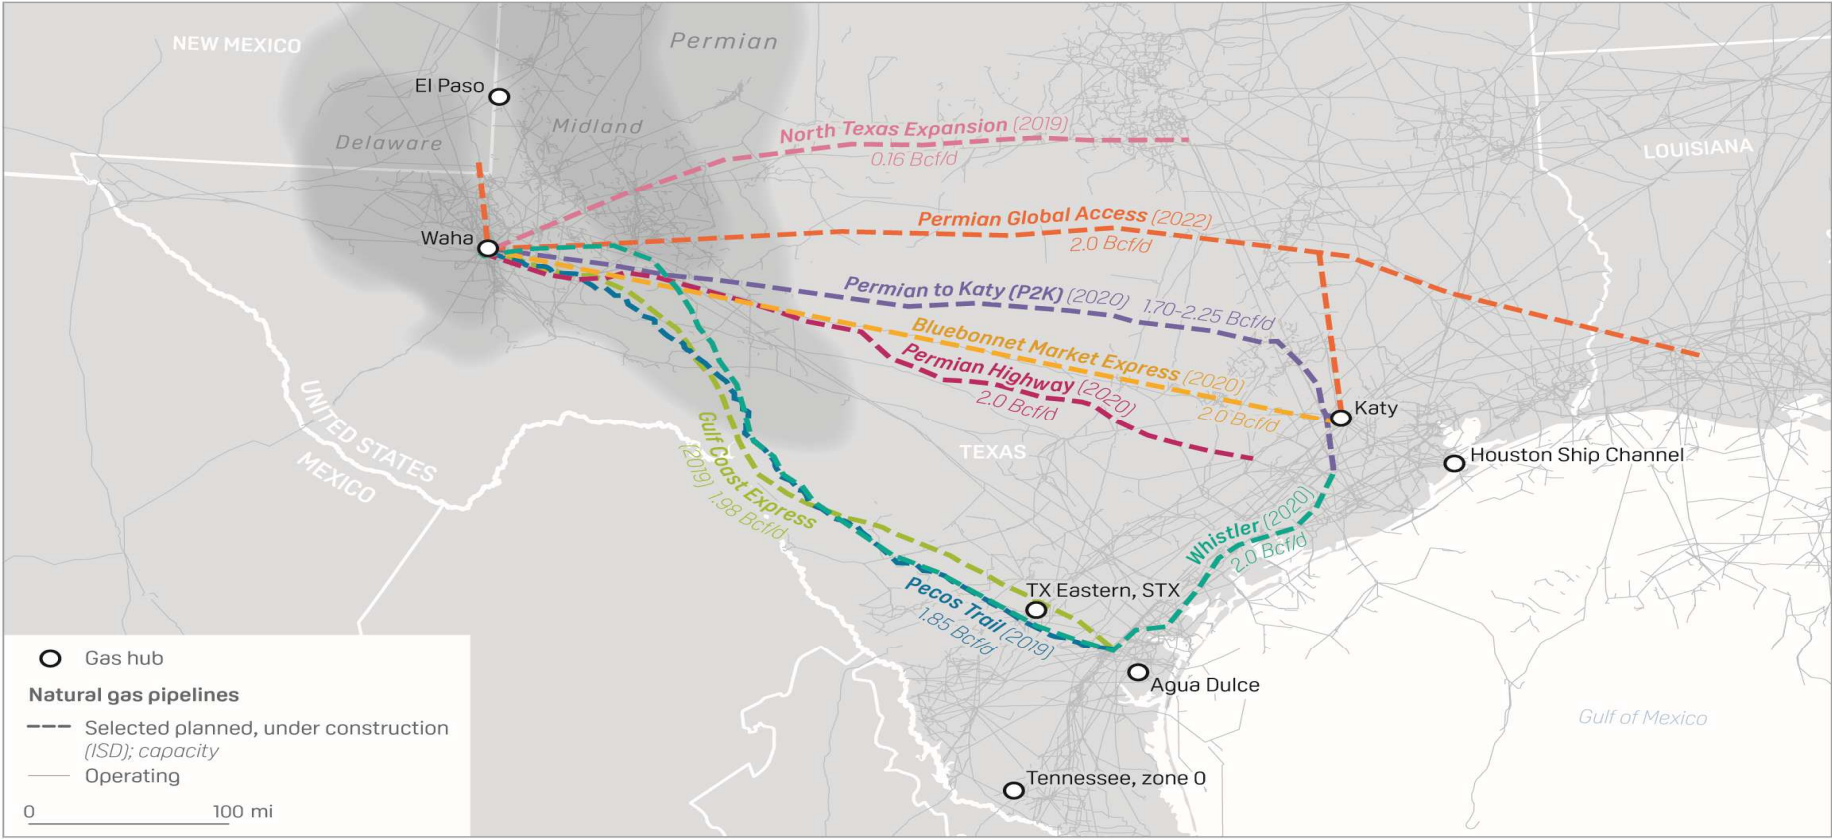 NEW MEXICO
Permian
El Paso
Midland
Delaware
North Texas Expansion (2019)
0.16 Bcf/d
LOUISIANA
Permian Global Access (2022)
2.0 Bcf/d
Waha
Permian to Katy (P2K) (2020) 1.70-2.25 Bcf/d
Bluebonnet Market Express (2020)
2.0 Bcf/d
Permian Highway (2020)
2.0 Bcf/d
Katy
UNITED STATES
MEXICO
Gulf Coast Express
(2019) 1.98 Bcf/d
TEXAS
Houston Ship Channel
Whistler (2020)
2.0 Bcf/d
TX Eastern, STX
Pecos Trail (2019)
1.85 Bcf/d
Agua Dulce
Gulf of Mexico
Tennessee, zone 0
Gas hub
Natural gas pipelines
Selected planned, under construction
(ISD); capacity
Operating
0 100 mi